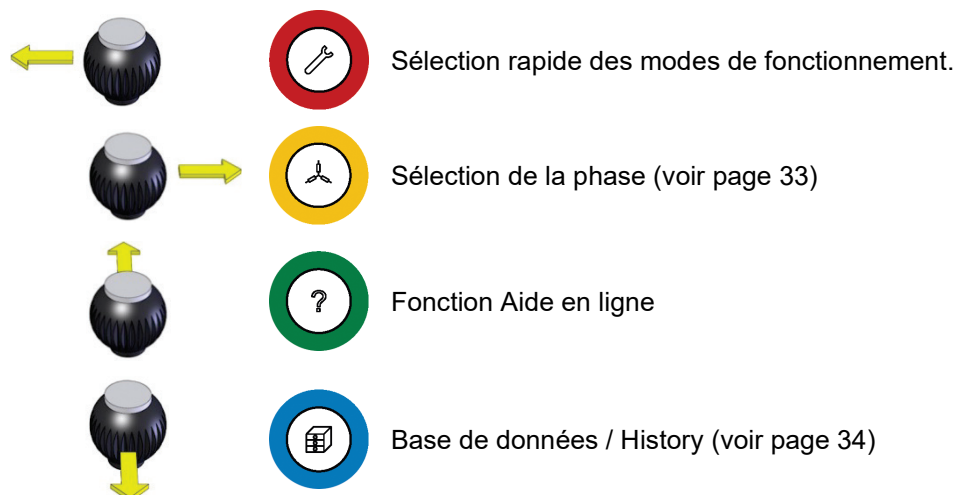 Sélection rapide des modes de fonctionnement.
Sélection de la phase (voir page 33)
?
Fonction Aide en ligne
Base de données / History (voir page 34)